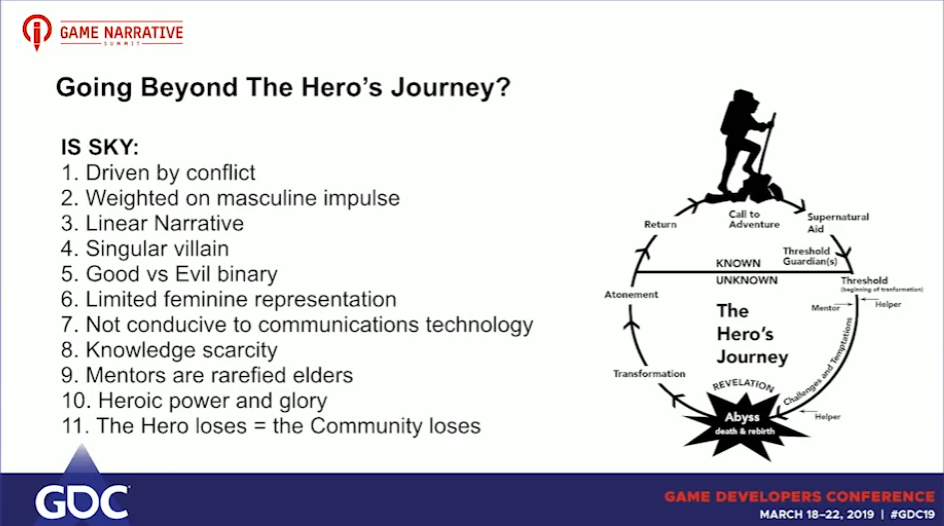 GAME NARRATIVE
SUMMIT
Going Beyond The Hero's Journey?
IS SKY:
1. Driven by conflict
2. Weighted on masculine impulse
3. Linear Narrative
4. Singular villain
5. Good vs Evil binary
6. Limited feminine representation
7. Not conducive to communications technology
8. Knowledge scarcity
9. Mentors are rarefied elders
10. Heroic power and glory
11. The Hero loses = the Community loses
Call to
Adventure
Supernatural
Aid
Threshold
Guardian(s)
KNOWN
UNKNOWN
Threshold
(beginning of tranformation)
Mentor
Helper
Challenges and Temptations
Helper
The
Hero's
Journey
REVELATION
Abyss
death & rebirth
Transformation
Atonement
Return
GDC
GAME DEVELOPERS CONFERENCE
MARCH 18–22, 2019 | #GDC19